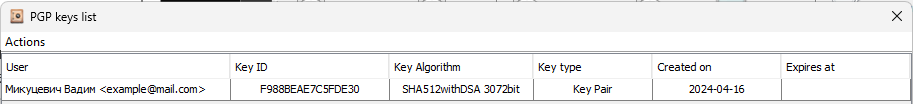 PGP keys list
Actions
User Key ID Key Algorithm Key type Created on Expires at
Микуцевич Вадим <example@mail.com> F988BEAE7C5FDE30 SHA512withDSA 3072bit Key Pair 2024-04-16